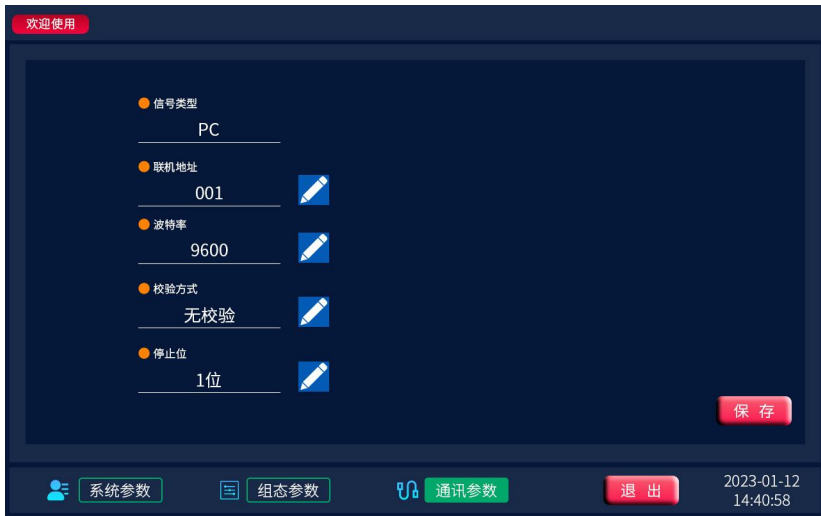 欢迎使用
信号类型
PC
联机地址
001
波特率
9600
校验方式
无校验
停止位
1位
保 存
系统参数
组态参数
通讯参数
退 出
2023-01-12
14:40:58